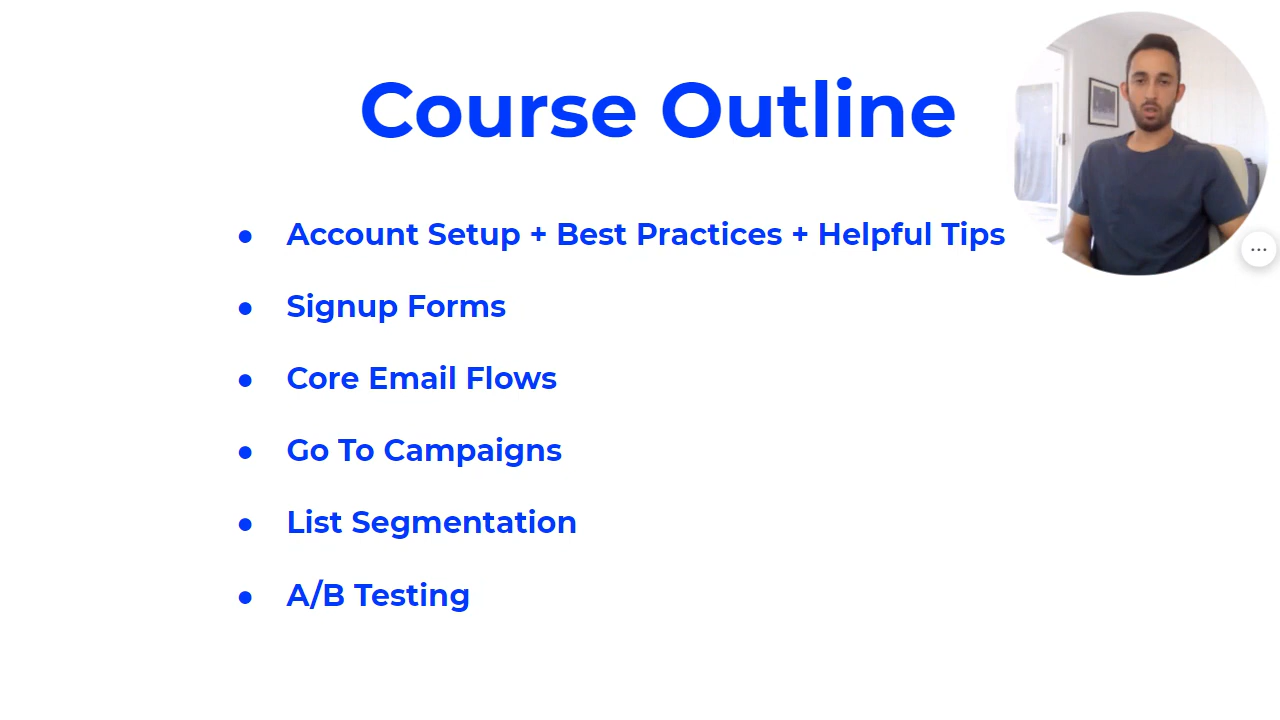 Course Outline
● Account Setup + Best Practices + Helpful Tips
● Signup Forms
● Core Email Flows
● Go To Campaigns
● List Segmentation
● A/B Testing